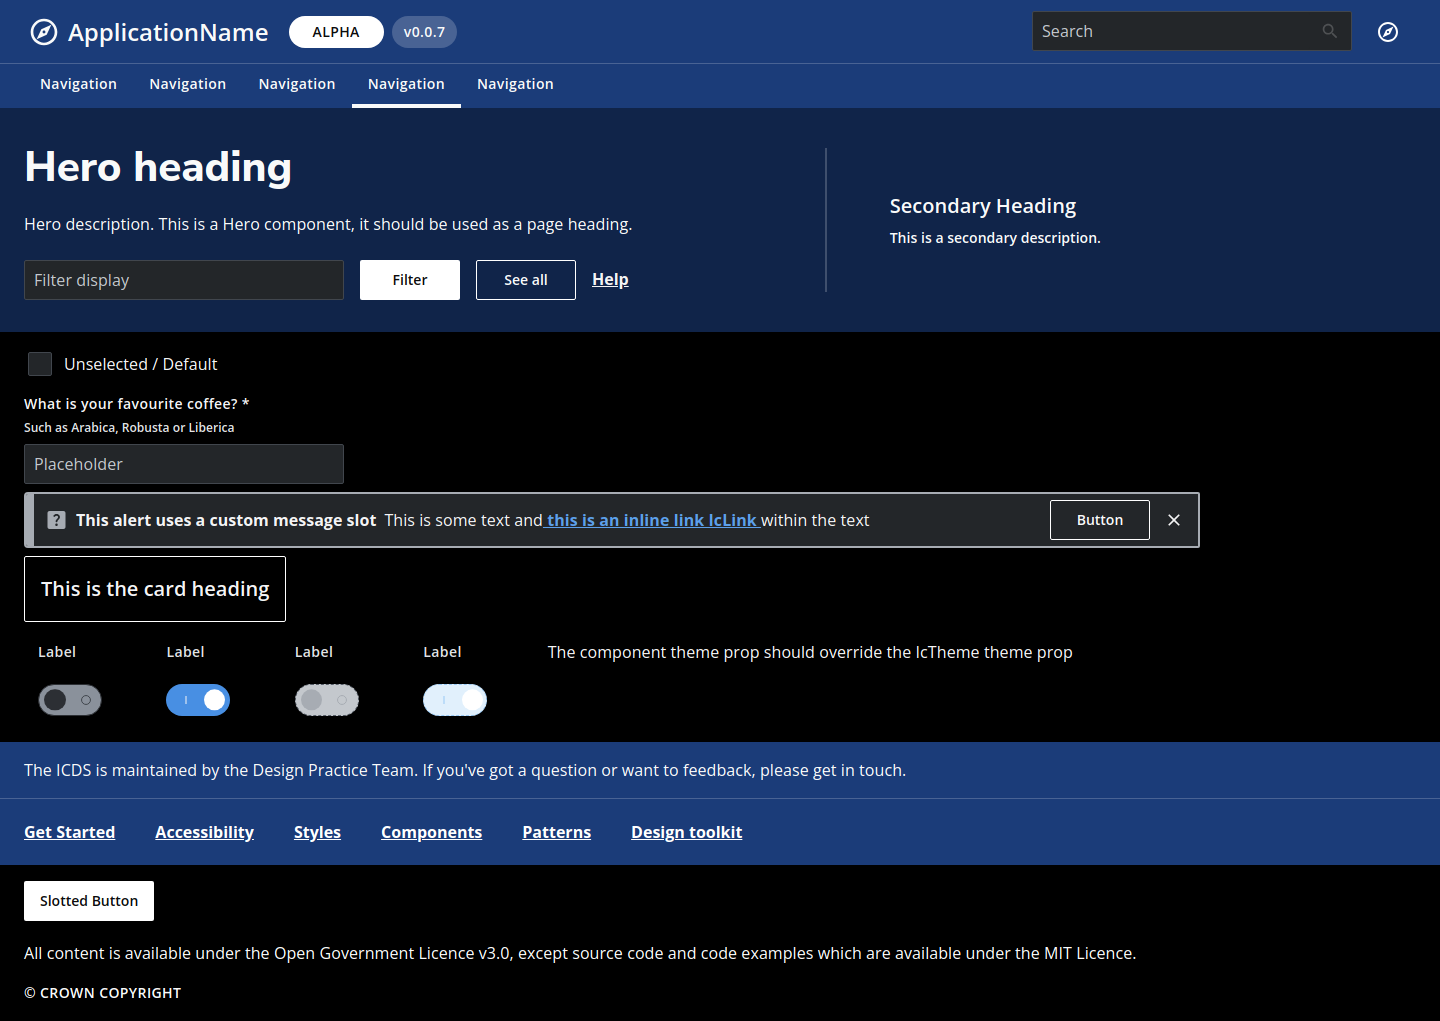 ApplicationName ALPHA v0.0.7 Search
Navigation Navigation Navigation Navigation Navigation
Hero heading
Hero description. This is a Hero component, it should be used as a page heading.
Filter display Filter See all Help
Secondary Heading
This is a secondary description.
Unselected / Default
What is your favourite coffee? *
Such as Arabica, Robusta or Liberica
Placeholder
This alert uses a custom message slot This is some text and this is an inline link IcLink within the text Button
This is the card heading
Label Label Label Label The component theme prop should override the IcTheme theme prop
The ICDS is maintained by the Design Practice Team. If you've got a question or want to feedback, please get in touch.
Get Started Accessibility Styles Components Patterns Design toolkit
Slotted Button
All content is available under the Open Government Licence v3.0, except source code and code examples which are available under the MIT Licence.
© CROWN COPYRIGHT